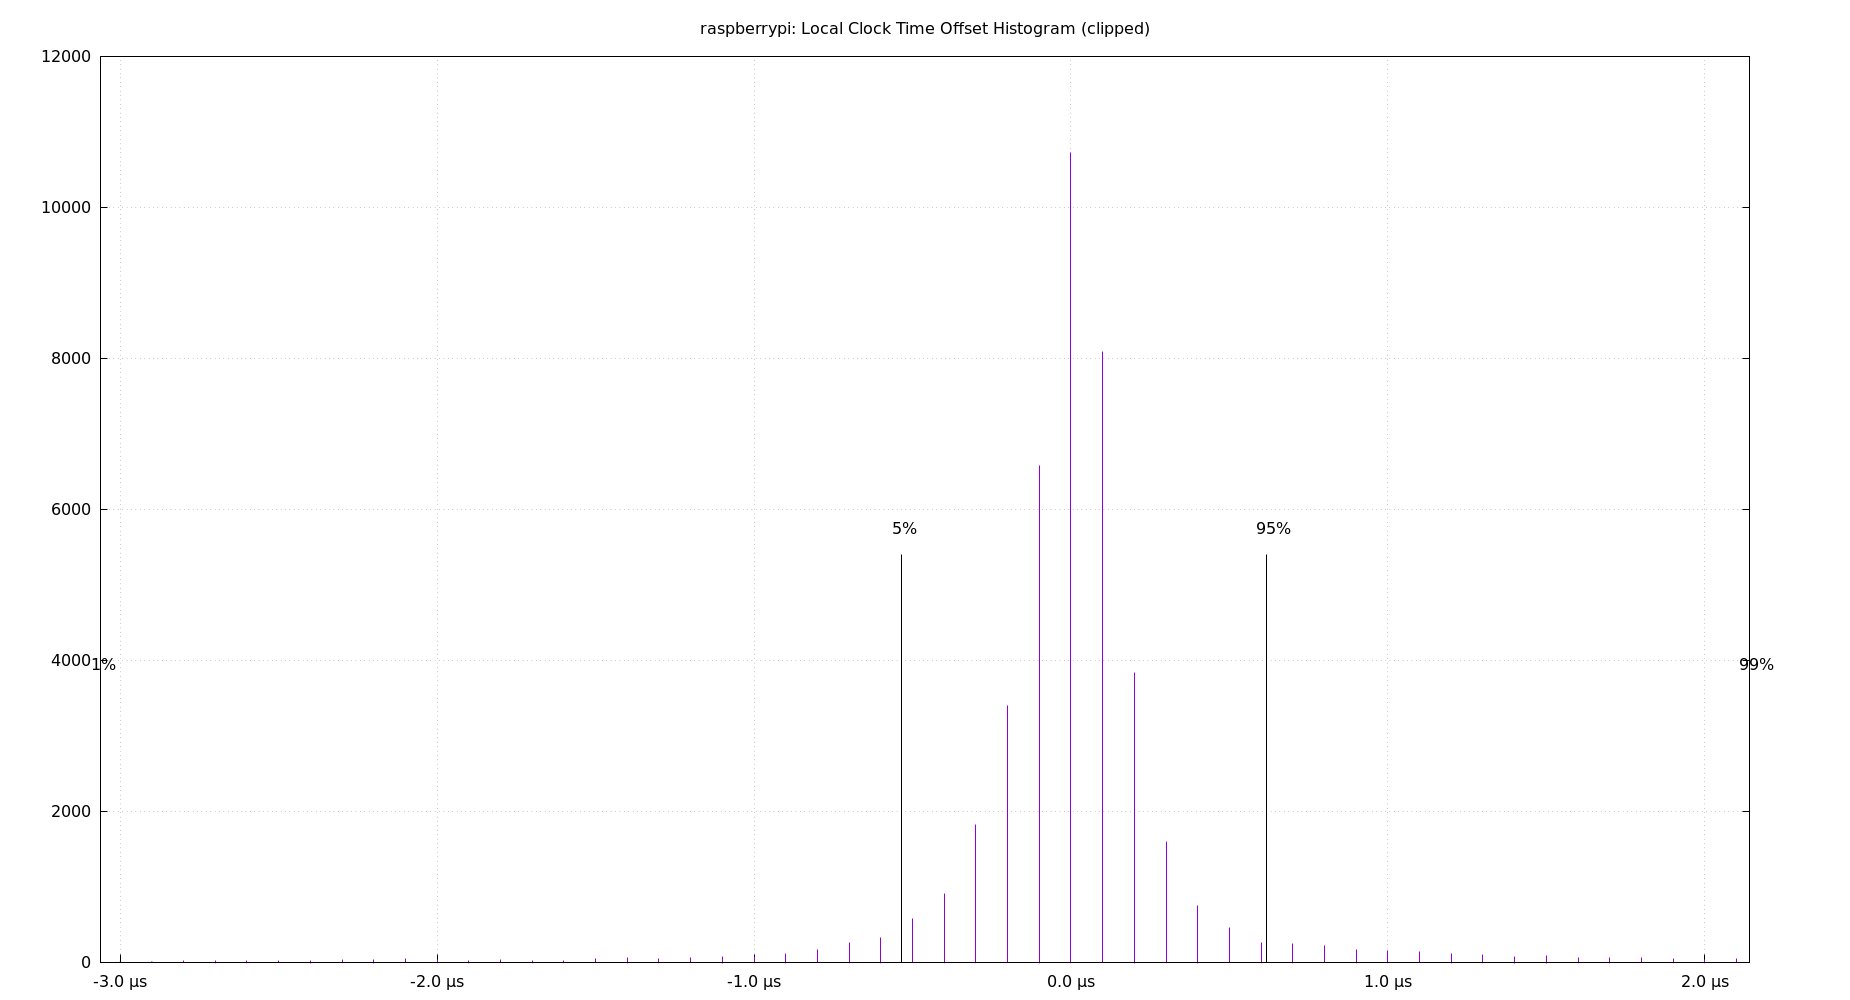 raspberrypi: Local Clock Time Offset Histogram (clipped)
12000
10000
8000
6000
5% 95%
4000 1% 99%
2000
0
-3.0 µs -2.0 µs -1.0 µs 0.0 µs 1.0 µs 2.0 µs